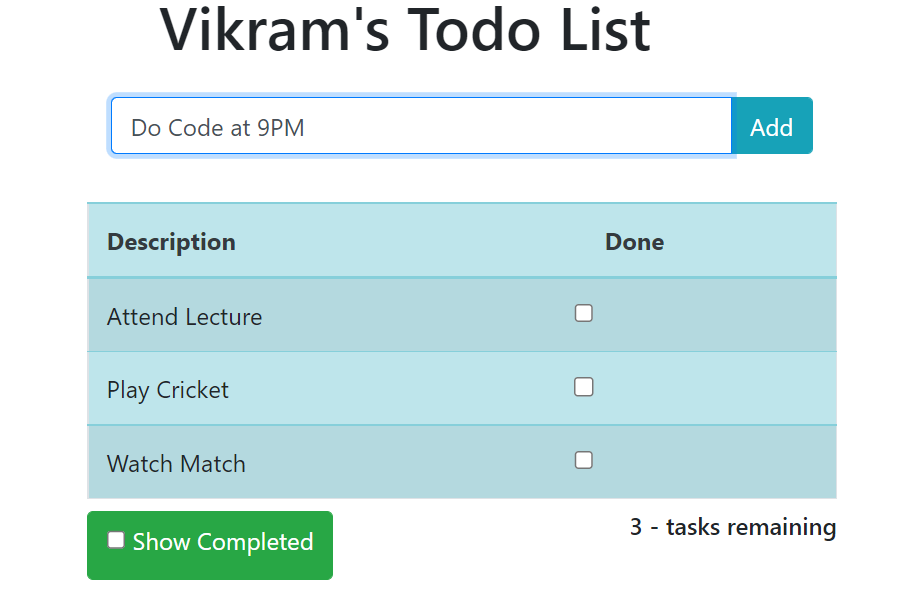 Vikram's Todo List
Do Code at 9PM Add
Description Done
Attend Lecture
Play Cricket
Watch Match
Show Completed 3 - tasks remaining